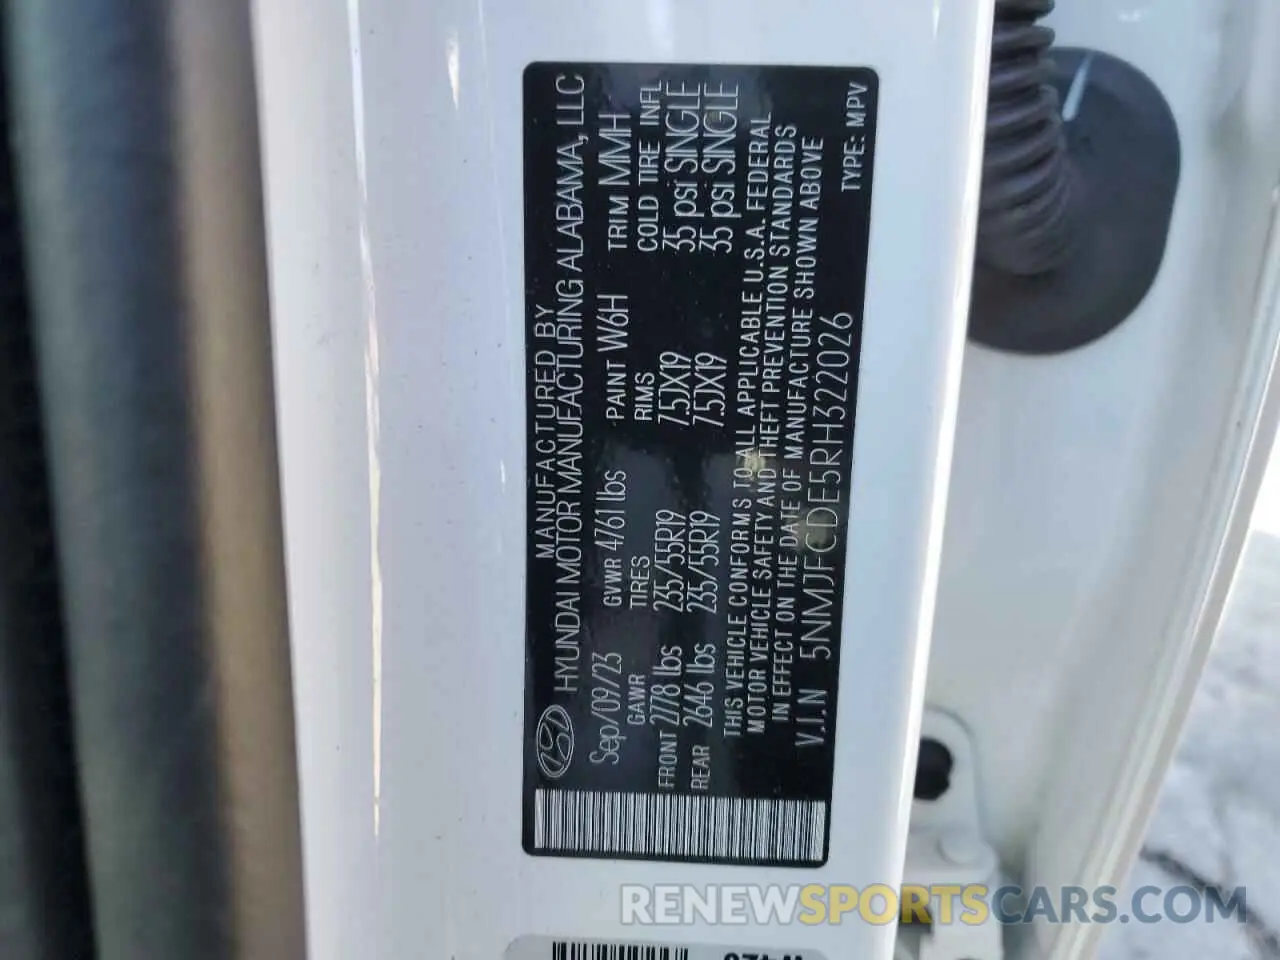 MANUFACTURED BY
HYUNDAI MOTOR MANUFACTURING ALABAMA, LLC
Sep/09/23 GVWR 4761 lbs PAINT W6H TRIM MMH
GAWR TIRES RIMS COLD TIRE INFL
FRONT 2778 lbs 235/55R19 7.5JX19 35 psi SINGLE
REAR 2646 lbs 235/55R19 7.5JX19 35 psi SINGLE
THIS VEHICLE CONFORMS TO ALL APPLICABLE U.S.A. FEDERAL
MOTOR VEHICLE SAFETY AND THEFT PREVENTION STANDARDS
IN EFFECT ON THE DATE OF MANUFACTURE SHOWN ABOVE
V.I.N 5NMJFCDE5RH322026 TYPE: MPV
RENEWSPORTSCARS.COM